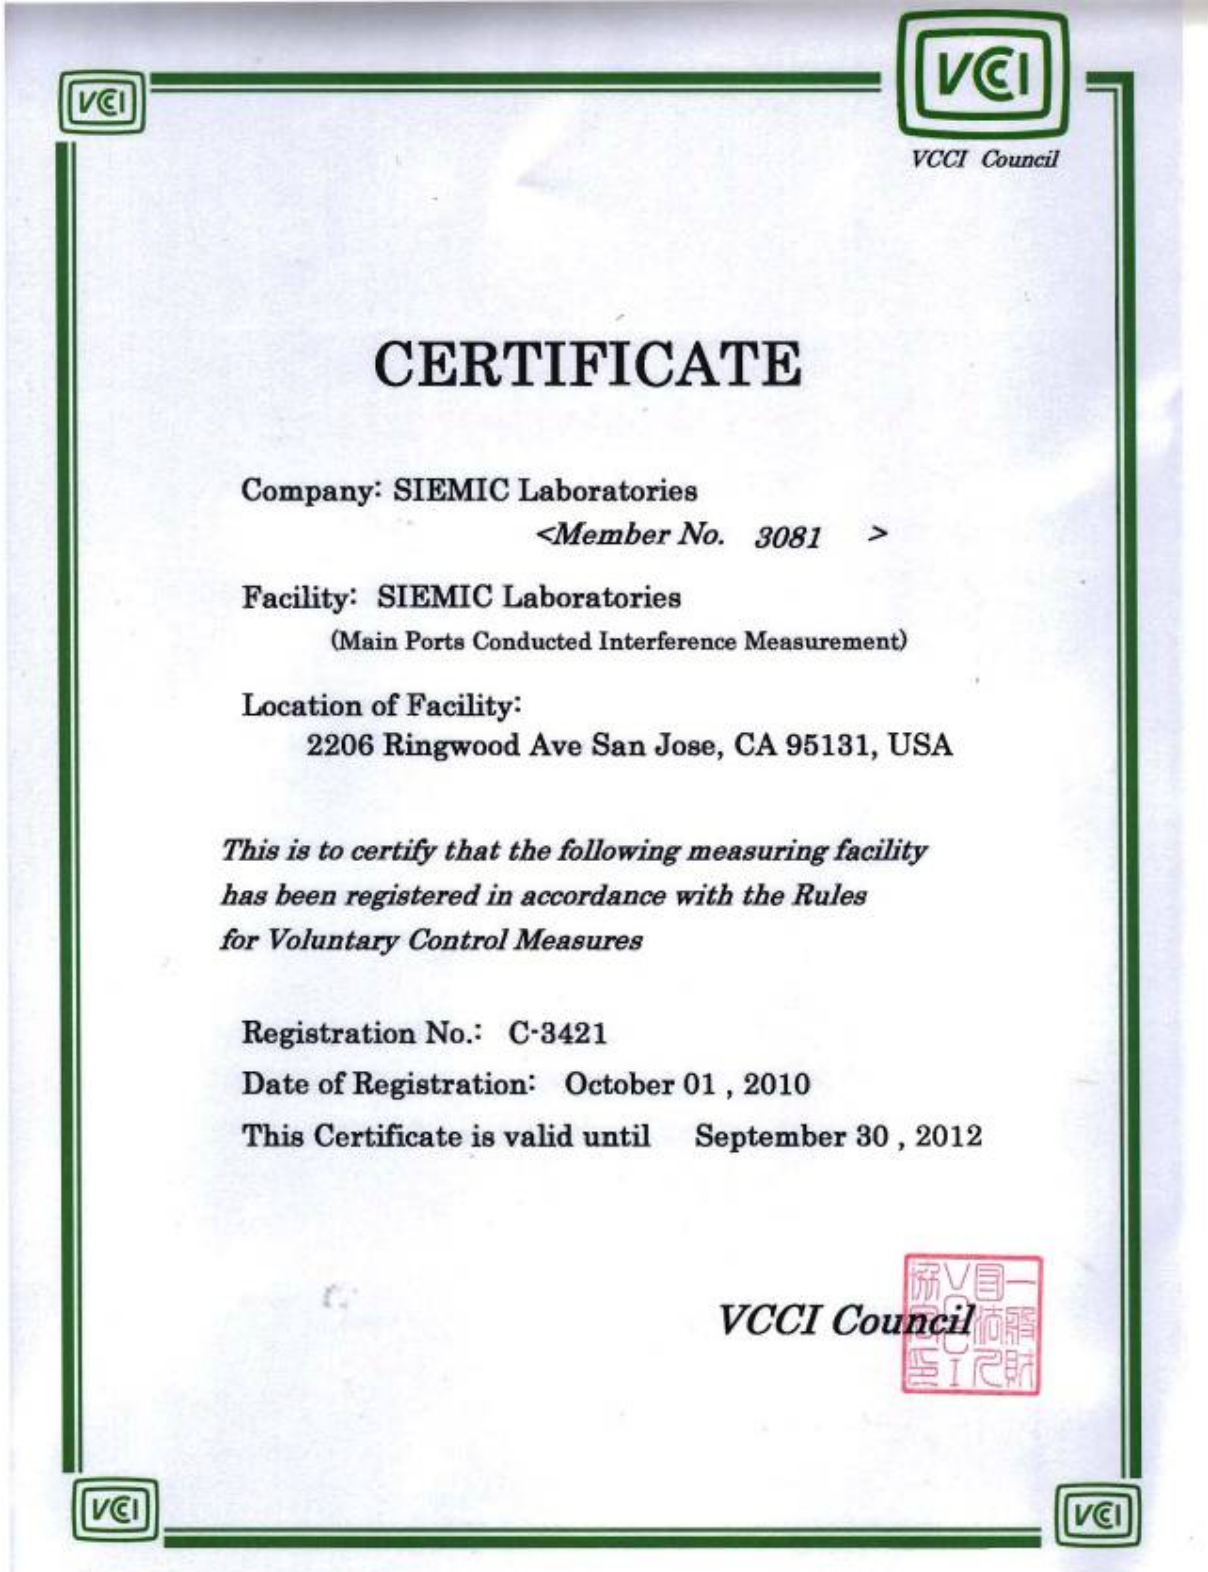 VCCI
VCCI
VCCI Council
CERTIFICATE
Company: SIEMIC Laboratories
<Member No. 3081 >
Facility: SIEMIC Laboratories
(Main Ports Conducted Interference Measurement)
Location of Facility:
2206 Ringwood Ave San Jose, CA 95131, USA
This is to certify that the following measuring facility
has been registered in accordance with the Rules
for Voluntary Control Measures
Registration No.: C-3421
Date of Registration: October 01 , 2010
This Certificate is valid until September 30 , 2012
VCCI Council
VCCI
VCCI